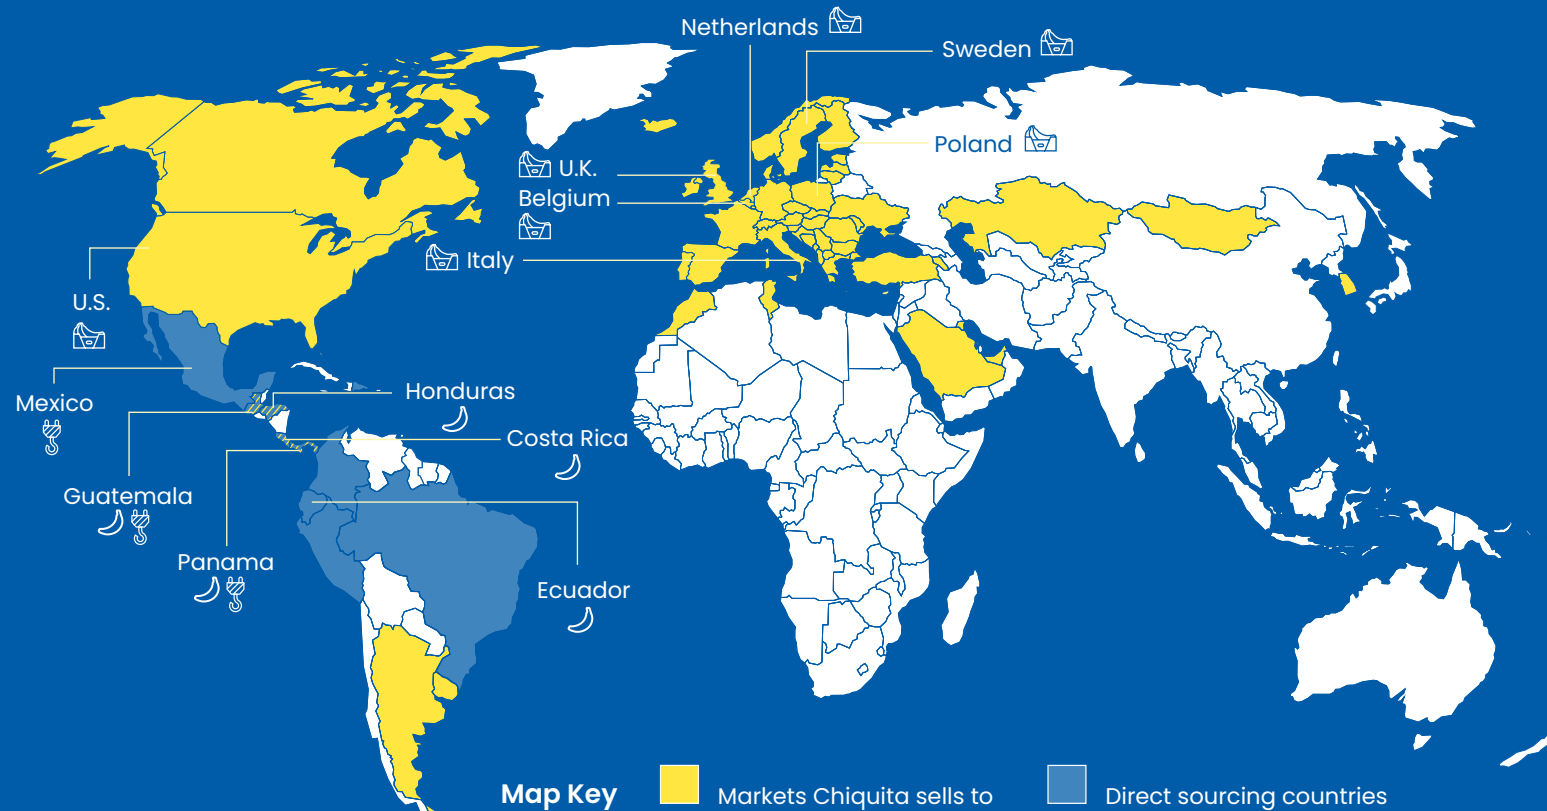 Netherlands
Sweden
Poland
U.K.
Belgium
Italy
U.S.
Mexico
Honduras
Costa Rica
Guatemala
Panama
Ecuador
Map Key
Markets Chiquita sells to
Direct sourcing countries